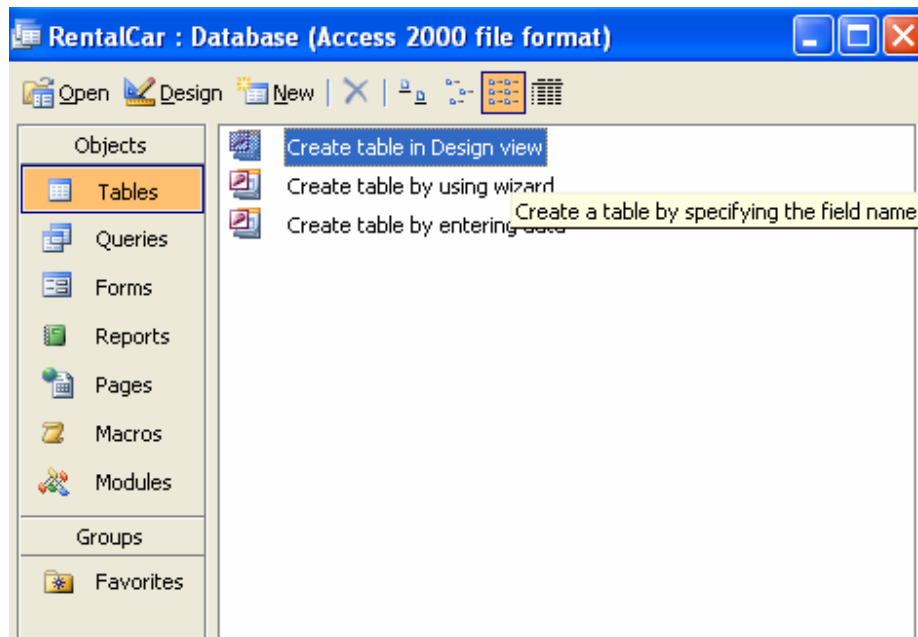 RentalCar : Database (Access 2000 file format)
Open Design New
Objects
Tables
Queries
Forms
Reports
Pages
Macros
Modules
Groups
Favorites
Create table in Design view
Create table by using wizard
Create a table by specifying the field name
Create table by entering data